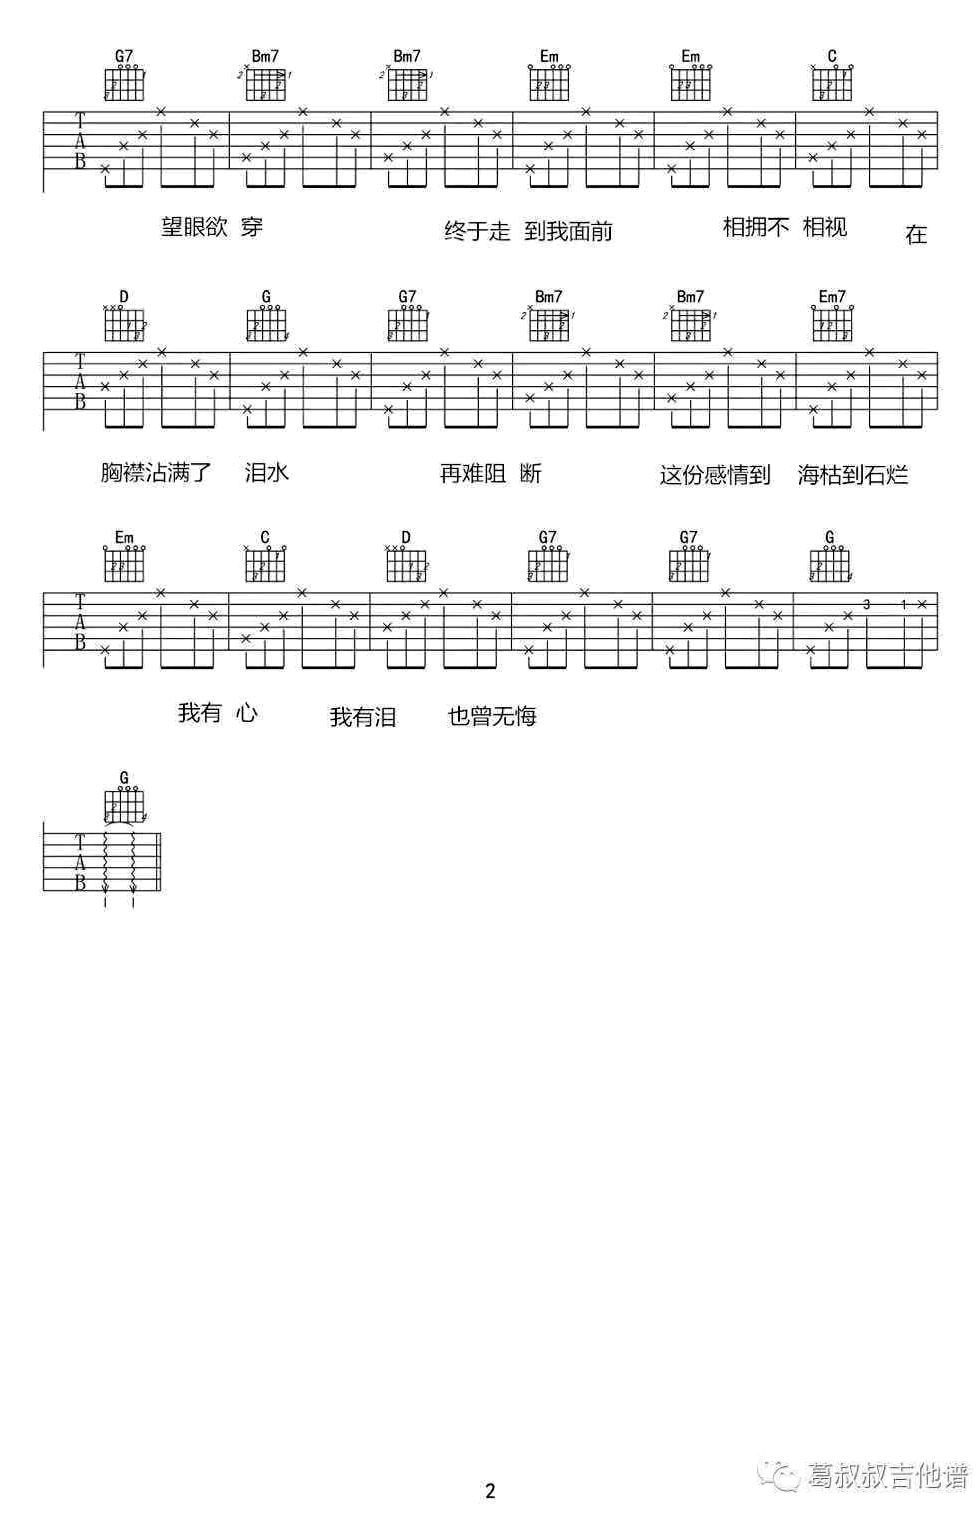 G7 Bm7 Bm7 Em Em C
T
A
B
望眼欲 穿 终于走 到我面前 相拥不 相视 在
D G G7 Bm7 Bm7 Em7
T
A
B
胸襟沾满了 泪水 再难阻 断 这份感情到 海枯到石烂
Em C D G7 G7 G
T
A
B
3 1
我有 心 我有泪 也曾无悔
G
T
A
B
葛叔叔吉他谱
2